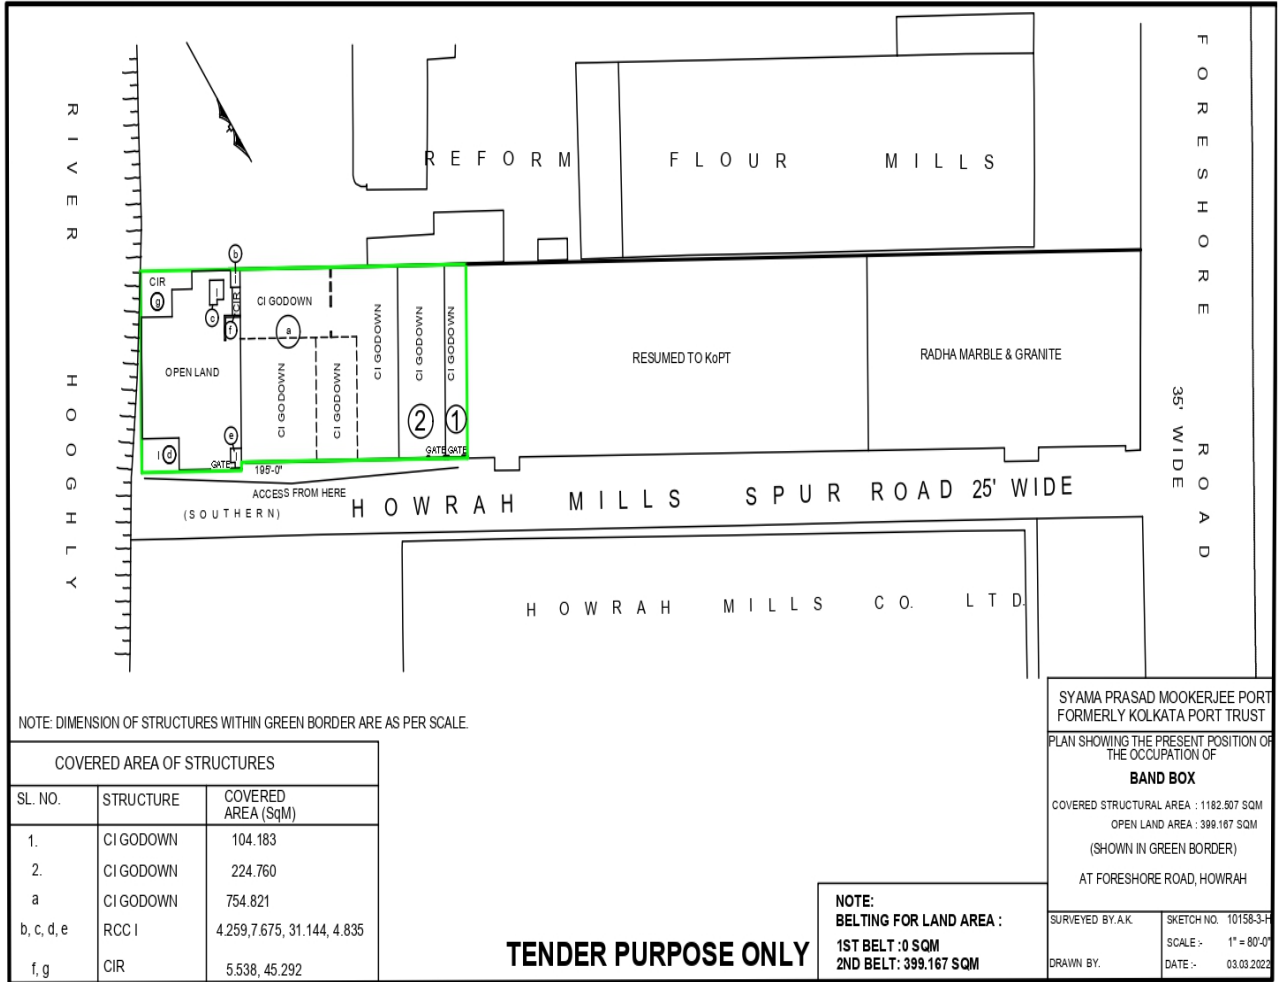 RIVER HOOGHLY
REFORM FLOUR MILLS
FORESHORE ROAD
35' WIDE
b
CIR
g
c
CIR
f
CI GODOWN
a
OPEN LAND
CI GODOWN
CI GODOWN
CI GODOWN
CI GODOWN
CI GODOWN
2
1
e
I
d
GATE
GATE
GATE
RESUMED TO KoPT
RADHA MARBLE & GRANITE
195'-0"
ACCESS FROM HERE
(SOUTHERN)
HOWRAH MILLS SPUR ROAD 25' WIDE
HOWRAH MILLS CO. LTD.
NOTE: DIMENSION OF STRUCTURES WITHIN GREEN BORDER ARE AS PER SCALE.
COVERED AREA OF STRUCTURES
SL. NO. STRUCTURE COVERED AREA (SqM)
1. CI GODOWN 104.183
2. CI GODOWN 224.760
a CI GODOWN 754.821
b, c, d, e RCC I 4.259,7.675, 31.144, 4.835
f, g CIR 5.538, 45.292
TENDER PURPOSE ONLY
NOTE:
BELTING FOR LAND AREA :
1ST BELT :0 SQM
2ND BELT: 399.167 SQM
SYAMA PRASAD MOOKERJEE PORT
FORMERLY KOLKATA PORT TRUST
PLAN SHOWING THE PRESENT POSITION OF
THE OCCUPATION OF
BAND BOX
COVERED STRUCTURAL AREA : 1182.507 SQM
OPEN LAND AREA : 399.167 SQM
(SHOWN IN GREEN BORDER)
AT FORESHORE ROAD, HOWRAH
SURVEYED BY. A.K.
DRAWN BY.
SKETCH NO. 10158-3-H
SCALE :- 1" = 80'-0"
DATE :- 03.03.2022